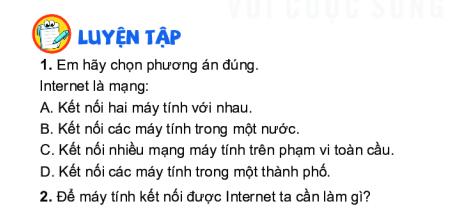 VỚI CUỘC SỐNG
LUYỆN TẬP
1. Em hãy chọn phương án đúng.
Internet là mạng:
A. Kết nối hai máy tính với nhau.
B. Kết nối các máy tính trong một nước.
C. Kết nối nhiều mạng máy tính trên phạm vi toàn cầu.
D. Kết nối các máy tính trong một thành phố.
2. Để máy tính kết nối được Internet ta cần làm gì?